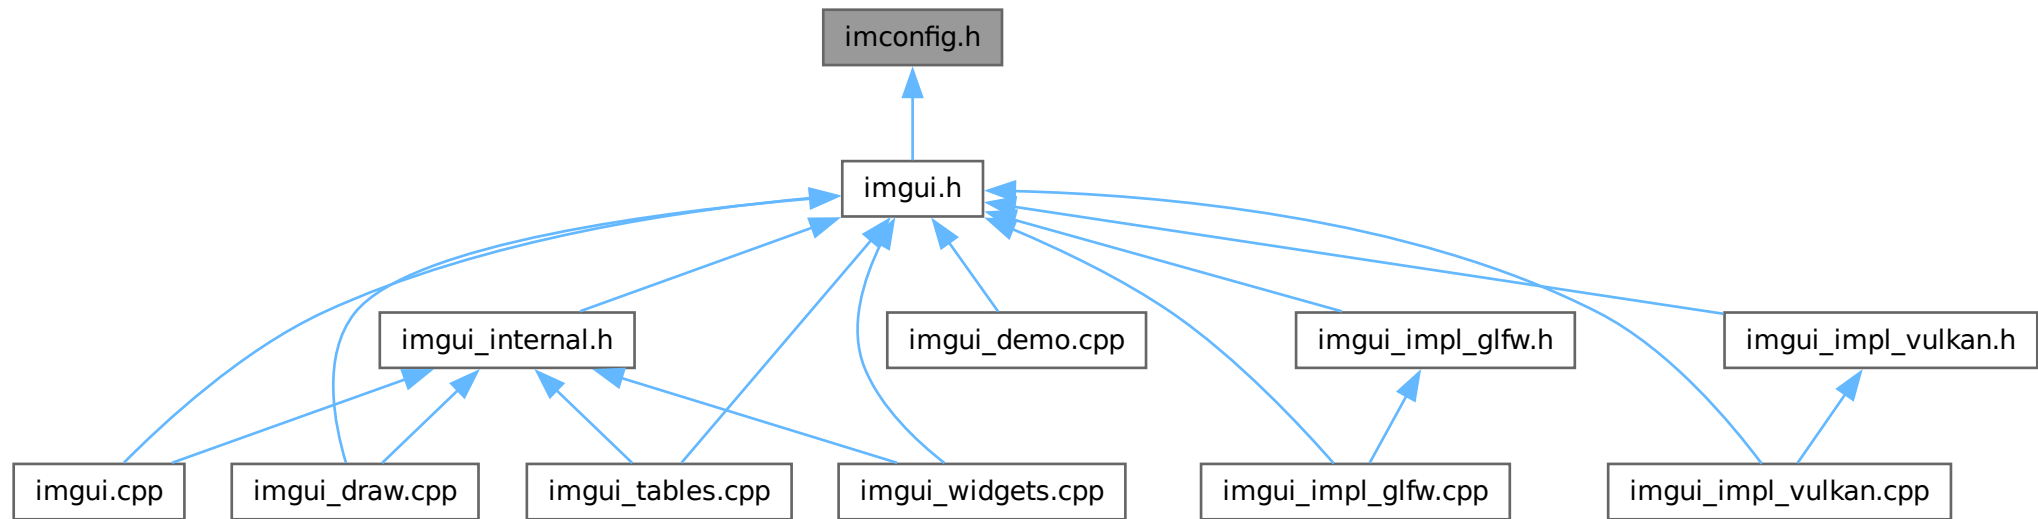 imconfig.h
imgui.h
imgui_internal.h
imgui_demo.cpp
imgui_impl_glfw.h
imgui_impl_vulkan.h
imgui.cpp
imgui_draw.cpp
imgui_tables.cpp
imgui_widgets.cpp
imgui_impl_glfw.cpp
imgui_impl_vulkan.cpp